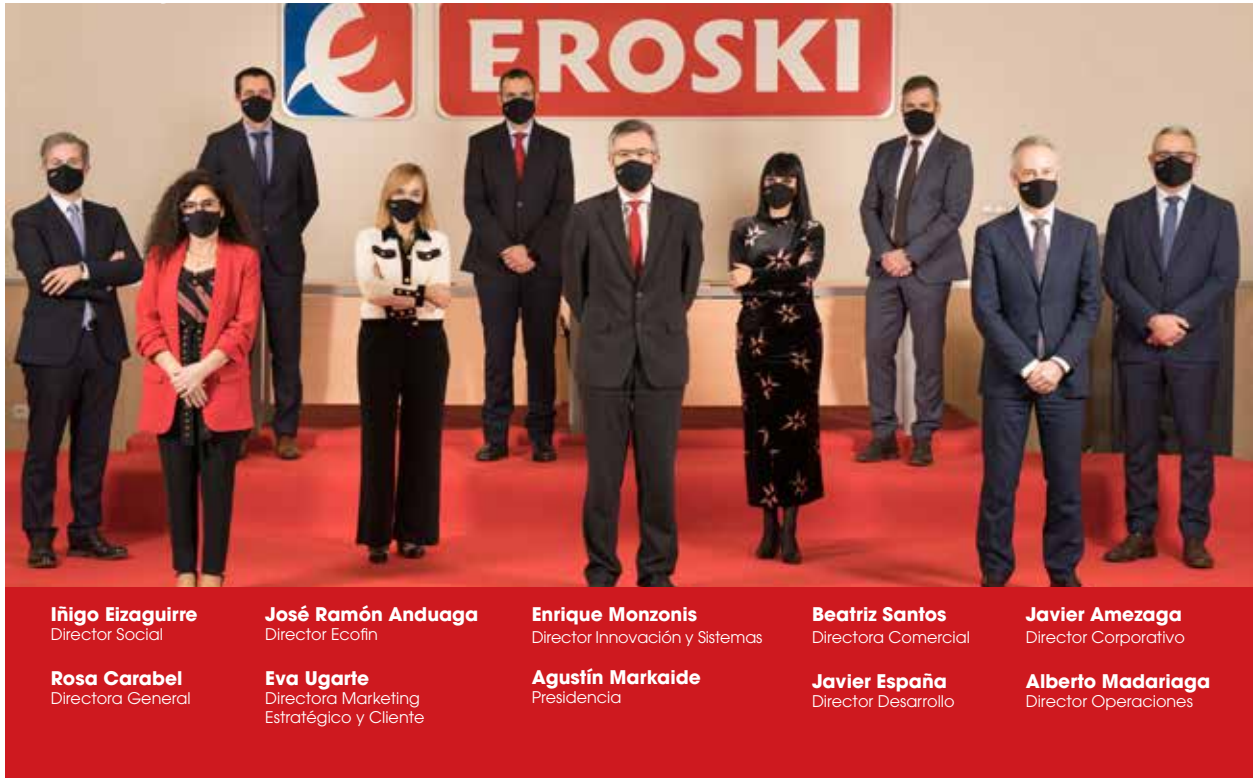 EROSKI
Iñigo Eizaguirre
Director Social
Rosa Carabel
Directora General
José Ramón Anduaga
Director Ecofin
Eva Ugarte
Directora Marketing
Estratégico y Cliente
Enrique Monzonis
Director Innovación y Sistemas
Agustín Markaide
Presidencia
Beatriz Santos
Directora Comercial
Javier España
Director Desarrollo
Javier Amezaga
Director Corporativo
Alberto Madariaga
Director Operaciones